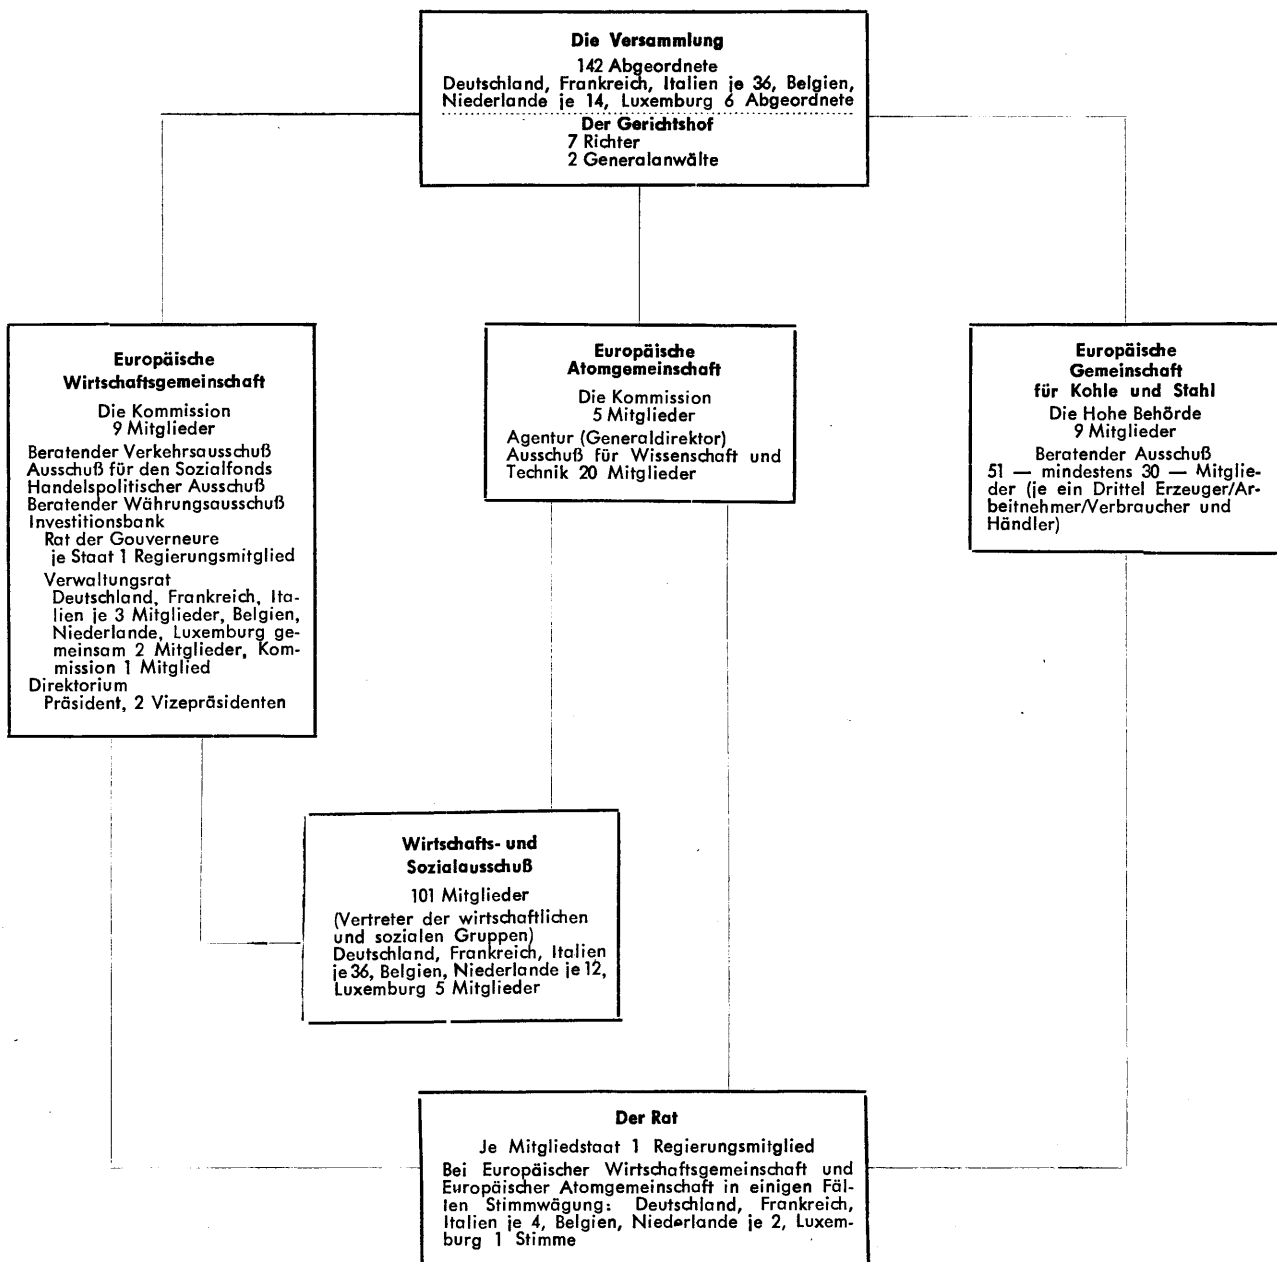 Die Versammlung
142 Abgeordnete
Deutschland, Frankreich, Italien je 36, Belgien,
Niederlande je 14, Luxemburg 6 Abgeordnete
Der Gerichtshof
7 Richter
2 Generalanwälte
Europäische
Wirtschaftsgemeinschaft
Die Kommission
9 Mitglieder
Beratender Verkehrsausschuß
Ausschuß für den Sozialfonds
Handelspolitischer Ausschuß
Beratender Währungsausschuß
Investitionsbank
Rat der Gouverneure
je Staat 1 Regierungsmitglied
Verwaltungsrat
Deutschland, Frankreich, Ita-
lien je 3 Mitglieder, Belgien,
Niederlande, Luxemburg ge-
meinsam 2 Mitglieder, Kom-
mission 1 Mitglied
Direktorium
Präsident, 2 Vizepräsidenten
Europäische
Atomgemeinschaft
Die Kommission
5 Mitglieder
Agentur (Generaldirektor)
Ausschuß für Wissenschaft und
Technik 20 Mitglieder
Europäische
Gemeinschaft
für Kohle und Stahl
Die Hohe Behörde
9 Mitglieder
Beratender Ausschuß
51 — mindestens 30 — Mitglie-
der (je ein Drittel Erzeuger/Ar-
beitnehmer/Verbraucher und
Händler)
Wirtschafts- und
Sozialausschuß
101 Mitglieder
(Vertreter der wirtschaftlichen
und sozialen Gruppen)
Deutschland, Frankreich, Italien
je 36, Belgien, Niederlande je 12,
Luxemburg 5 Mitglieder
Der Rat
Je Mitgliedstaat 1 Regierungsmitglied
Bei Europäischer Wirtschaftsgemeinschaft und
Europäischer Atomgemeinschaft in einigen Fäl-
len Stimmwägung: Deutschland, Frankreich,
Italien je 4, Belgien, Niederlande je 2, Luxem-
burg 1 Stimme